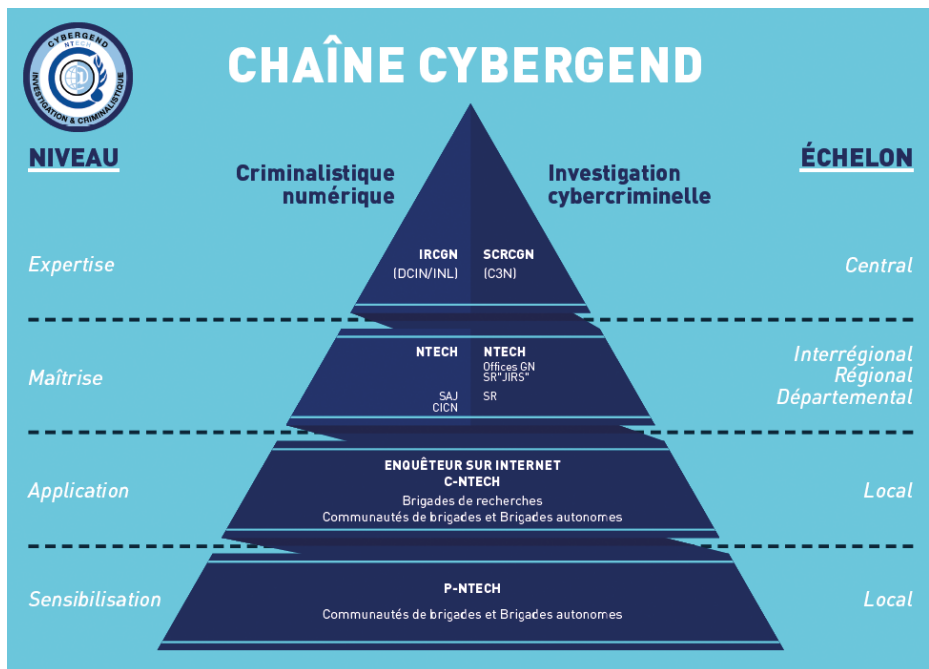 CYBERGEND
NTECH
INVESTIGATION & CRIMINALISTIQUE
CHAÎNE CYBERGEND
NIVEAU
ÉCHELON
Criminalistique
numérique
Investigation
cybercriminelle
Expertise
IRCGN
(DCIN/INL)
SCRCGN
(C3N)
Central
Maîtrise
NTECH
SAJ
CICN
NTECH
Offices GN
SR"JIRS"
SR
Interrégional
Régional
Départemental
Application
ENQUÊTEUR SUR INTERNET
C-NTECH
Brigades de recherches
Communautés de brigades et Brigades autonomes
Local
Sensibilisation
P-NTECH
Communautés de brigades et Brigades autonomes
Local